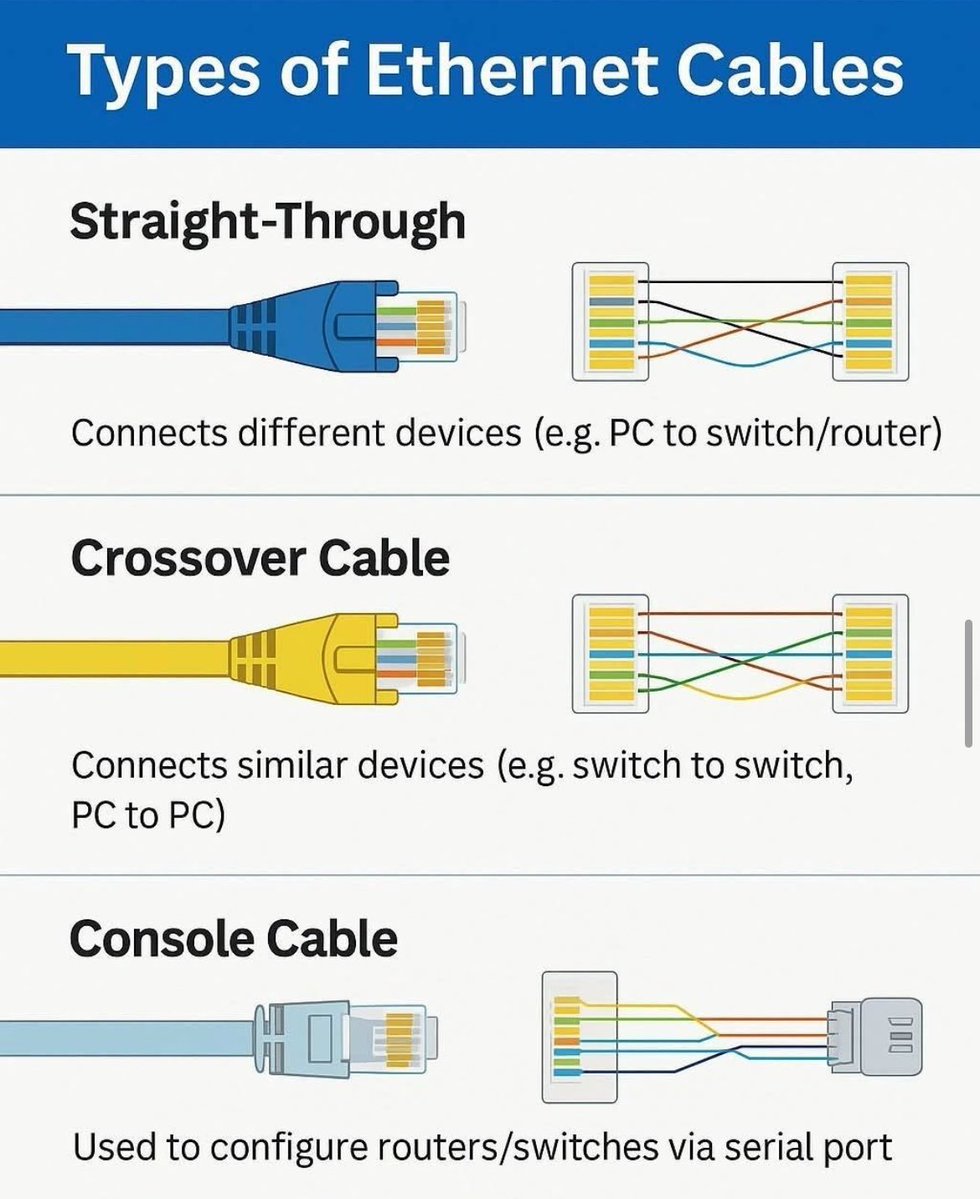 Types of Ethernet Cables
Straight-Through
Connects different devices (e.g. PC to switch/router)
Crossover Cable
Connects similar devices (e.g. switch to switch,
PC to PC)
Console Cable
Used to configure routers/switches via serial port